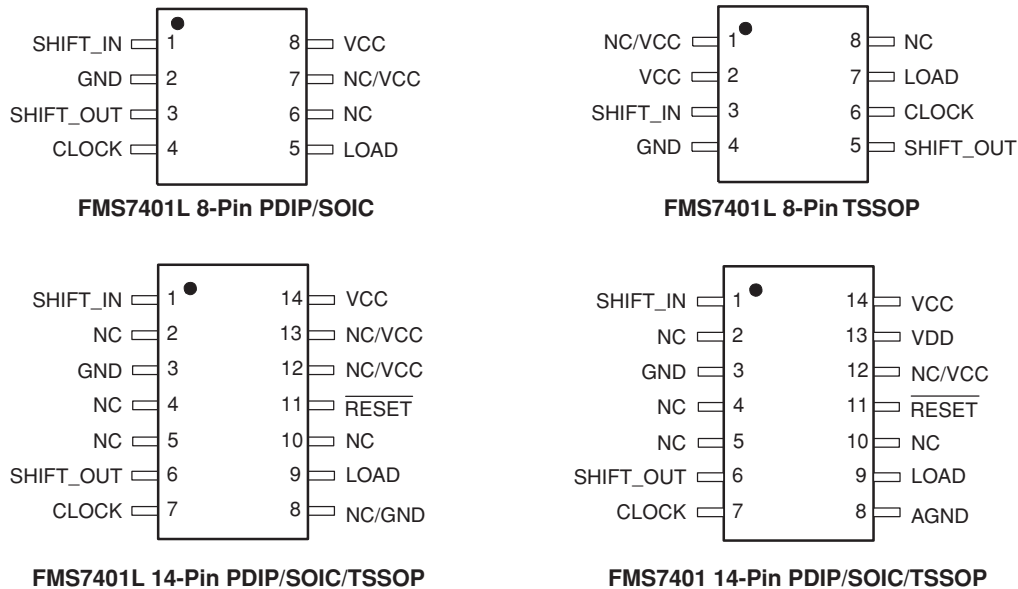 SHIFT_IN 1 8 VCC
GND 2 7 NC/VCC
SHIFT_OUT 3 6 NC
CLOCK 4 5 LOAD
FMS7401L 8-Pin PDIP/SOIC
NC/VCC 1 8 NC
VCC 2 7 LOAD
SHIFT_IN 3 6 CLOCK
GND 4 5 SHIFT_OUT
FMS7401L 8-Pin TSSOP
SHIFT_IN 1 14 VCC
NC 2 13 NC/VCC
GND 3 12 NC/VCC
NC 4 11 RESET
NC 5 10 NC
SHIFT_OUT 6 9 LOAD
CLOCK 7 8 NC/GND
FMS7401L 14-Pin PDIP/SOIC/TSSOP
SHIFT_IN 1 14 VCC
NC 2 13 VDD
GND 3 12 NC/VCC
NC 4 11 RESET
NC 5 10 NC
SHIFT_OUT 6 9 LOAD
CLOCK 7 8 AGND
FMS7401 14-Pin PDIP/SOIC/TSSOP